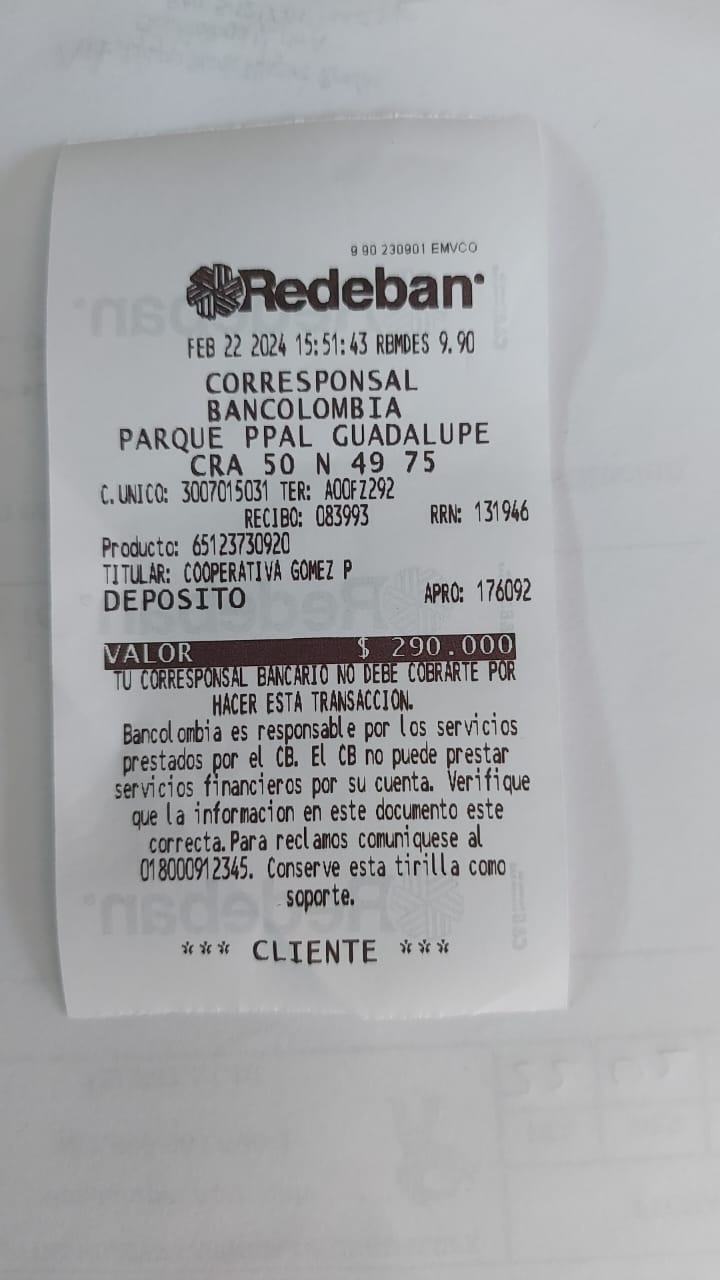 9 90 230901 EMVCO
Redeban
FEB 22 2024 15:51:43 RBMDES 9.90
CORRESPONSAL
BANCOLOMBIA
PARQUE PPAL GUADALUPE
CRA 50 N 49 75
C.UNICO: 3007015031 TER: A00FZ292
RECIBO: 083993 RRN: 131946
Producto: 65123730920
TITULAR: COOPERATIVA GOMEZ P
DEPOSITO APRO: 176092
VALOR $ 290.000
TU CORRESPONSAL BANCARIO NO DEBE COBRARTE POR
HACER ESTA TRANSACCION.
Bancolombia es responsable por los servicios
prestados por el CB. El CB no puede prestar
servicios financieros por su cuenta. Verifique
que la informacion en este documento este
correcta. Para reclamos comuniquese al
018000912345. Conserve esta tirilla como
soporte.
*** CLIENTE ***